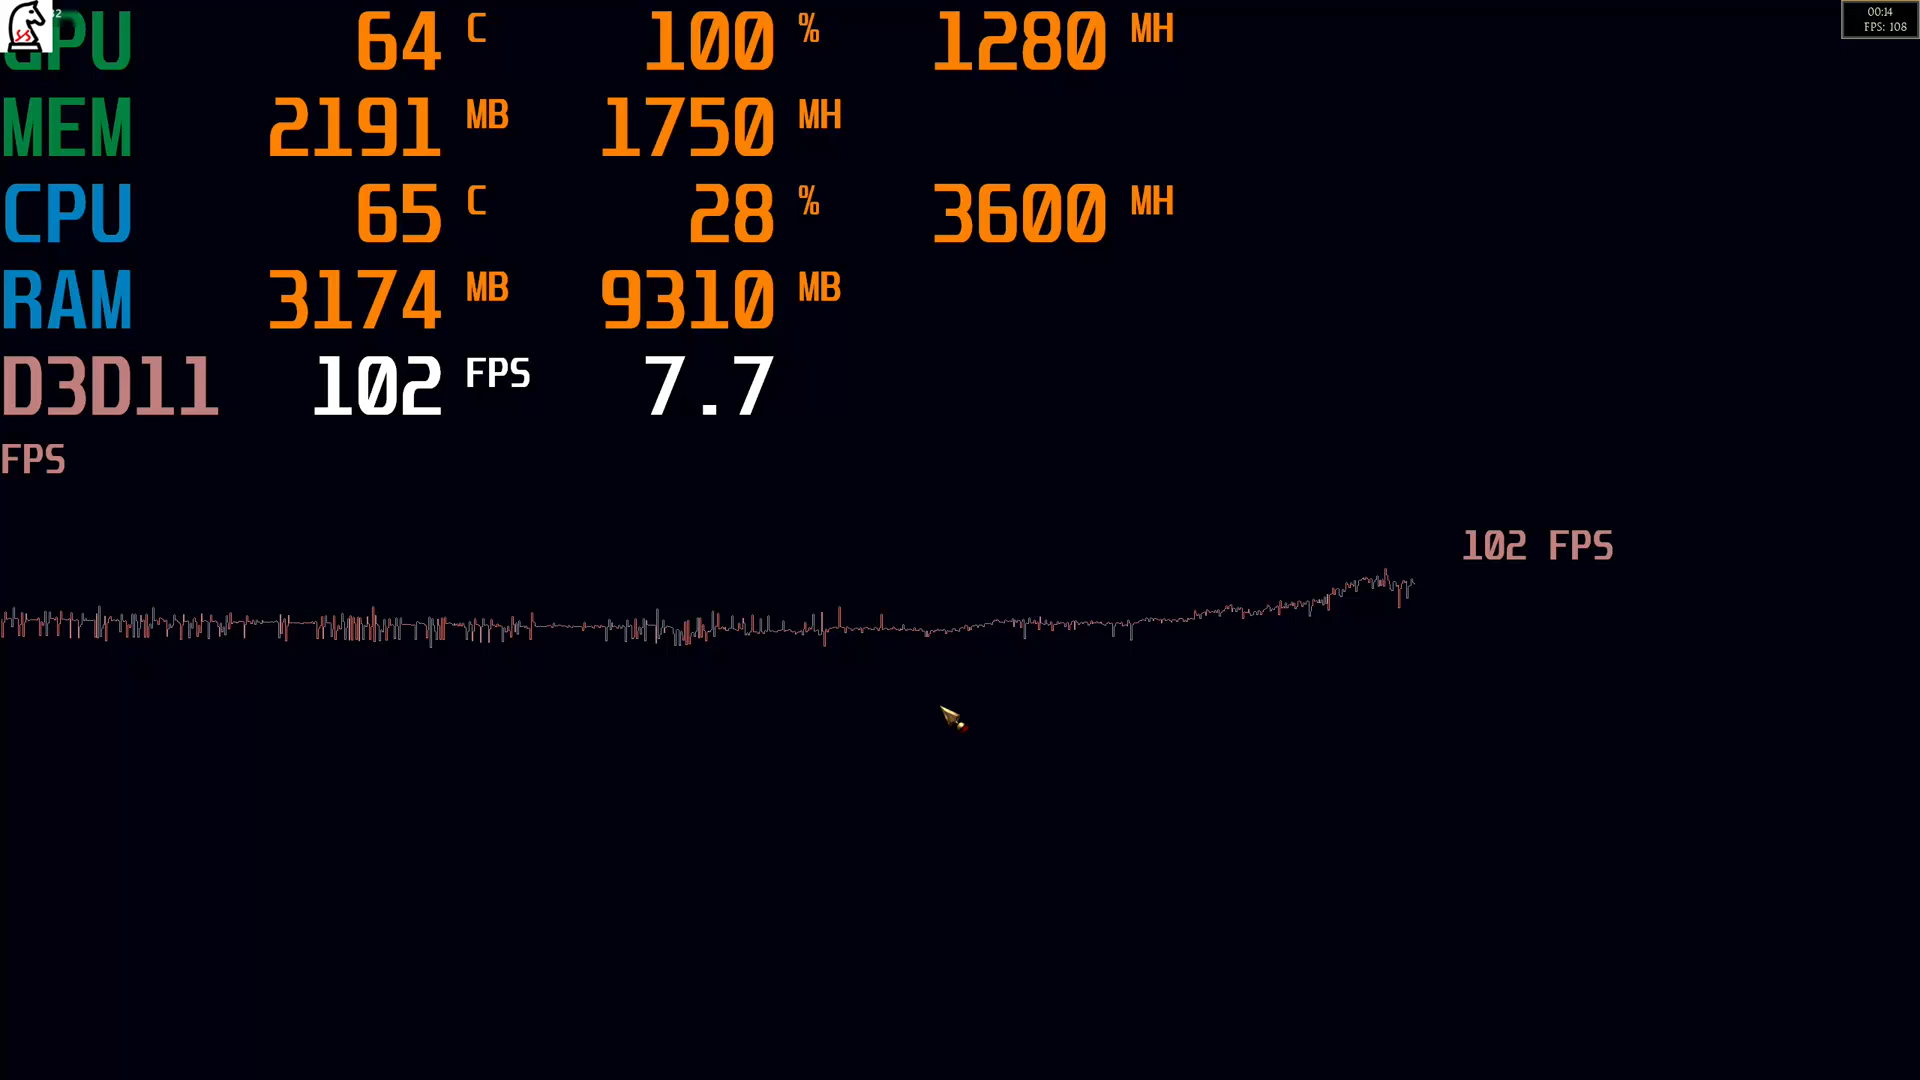 GPU 64 C 100 % 1280 MH
00:14
FPS: 108
MEM 2191 MB 1750 MH
CPU 65 C 28 % 3600 MH
RAM 3174 MB 9310 MB
D3D11 102 FPS 7.7
FPS
102 FPS